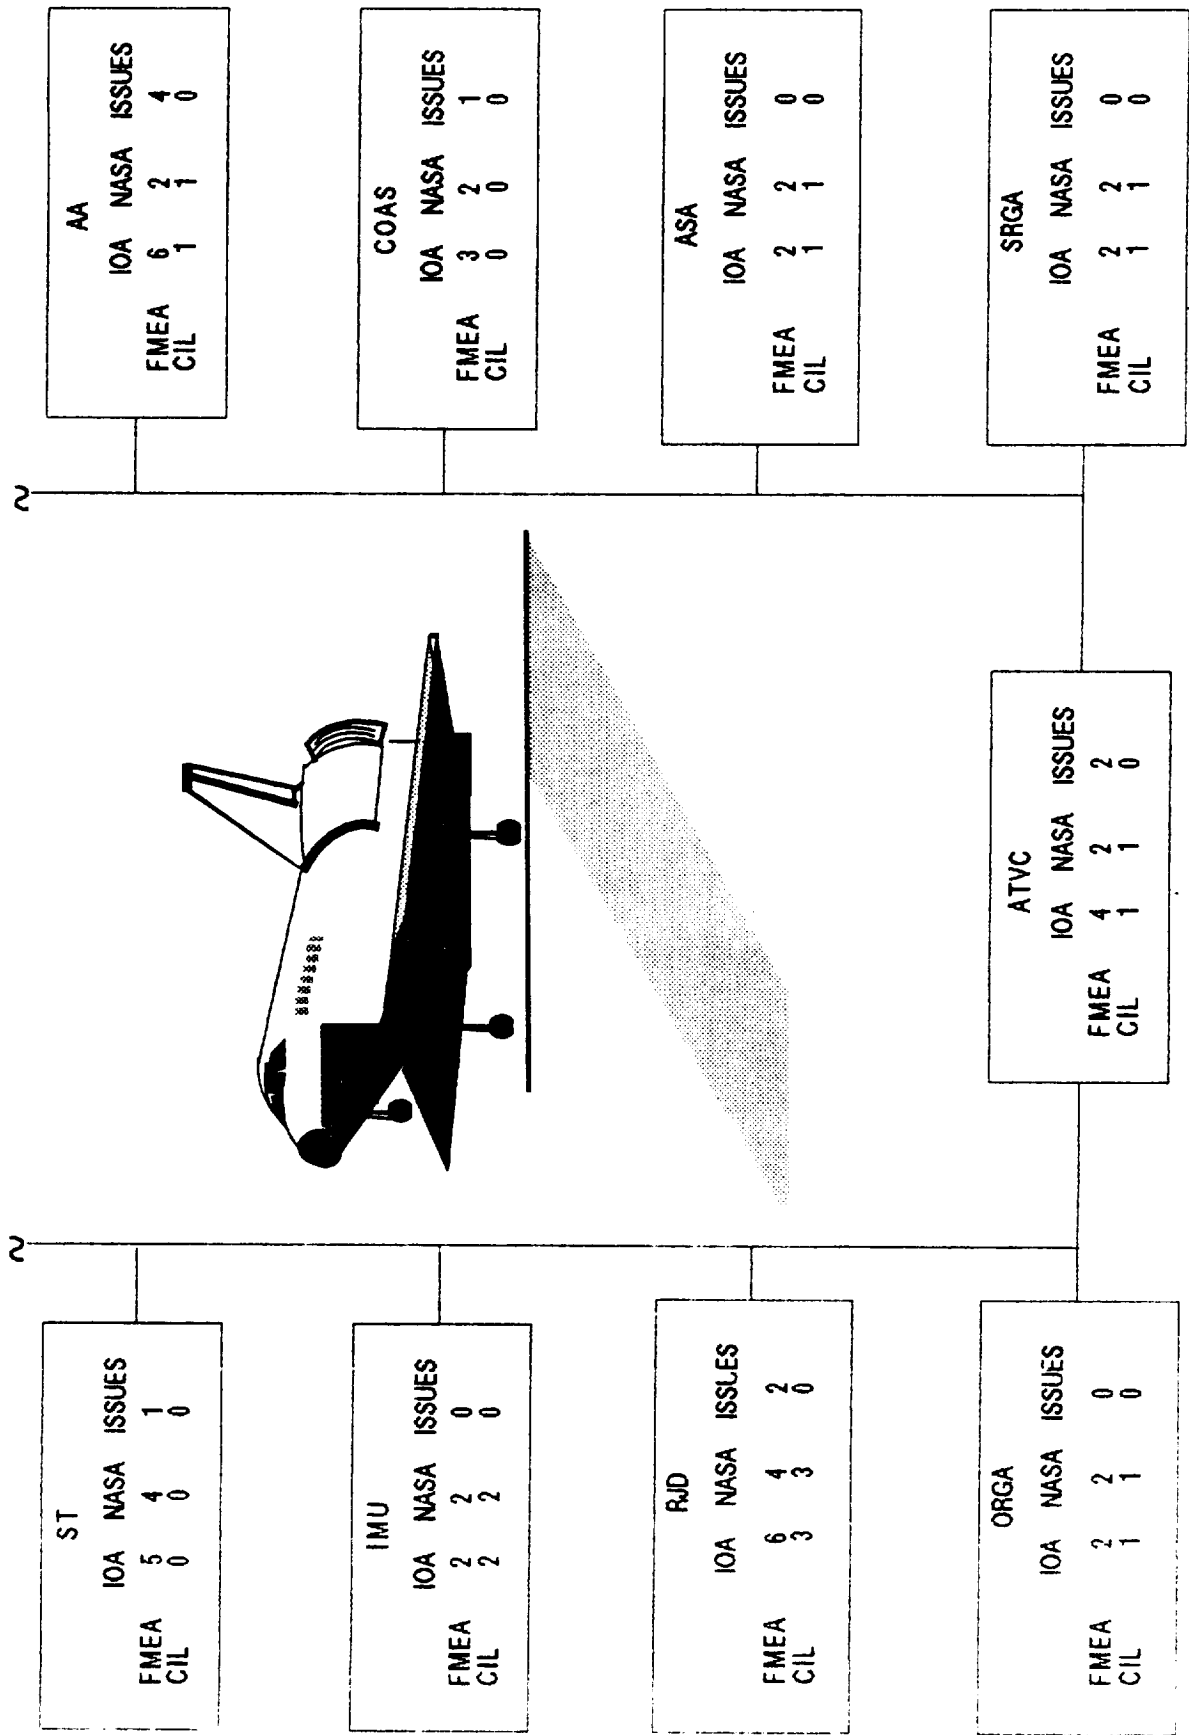 ST
IOA NASA ISSUES
FMEA 5 4 1
CIL 0 0 0
IMU
IOA NASA ISSUES
FMEA 2 2 0
CIL 2 2 0
RJD
IOA NASA ISSUES
FMEA 6 4 2
CIL 3 3 0
ORGA
IOA NASA ISSUES
FMEA 2 2 0
CIL 1 1 0
ATVC
IOA NASA ISSUES
FMEA 4 2 2
CIL 1 1 0
AA
IOA NASA ISSUES
FMEA 6 2 4
CIL 1 1 0
COAS
IOA NASA ISSUES
FMEA 3 2 1
CIL 0 0 0
ASA
IOA NASA ISSUES
FMEA 2 2 0
CIL 1 1 0
SRGA
IOA NASA ISSUES
FMEA 2 2 0
CIL 1 1 0